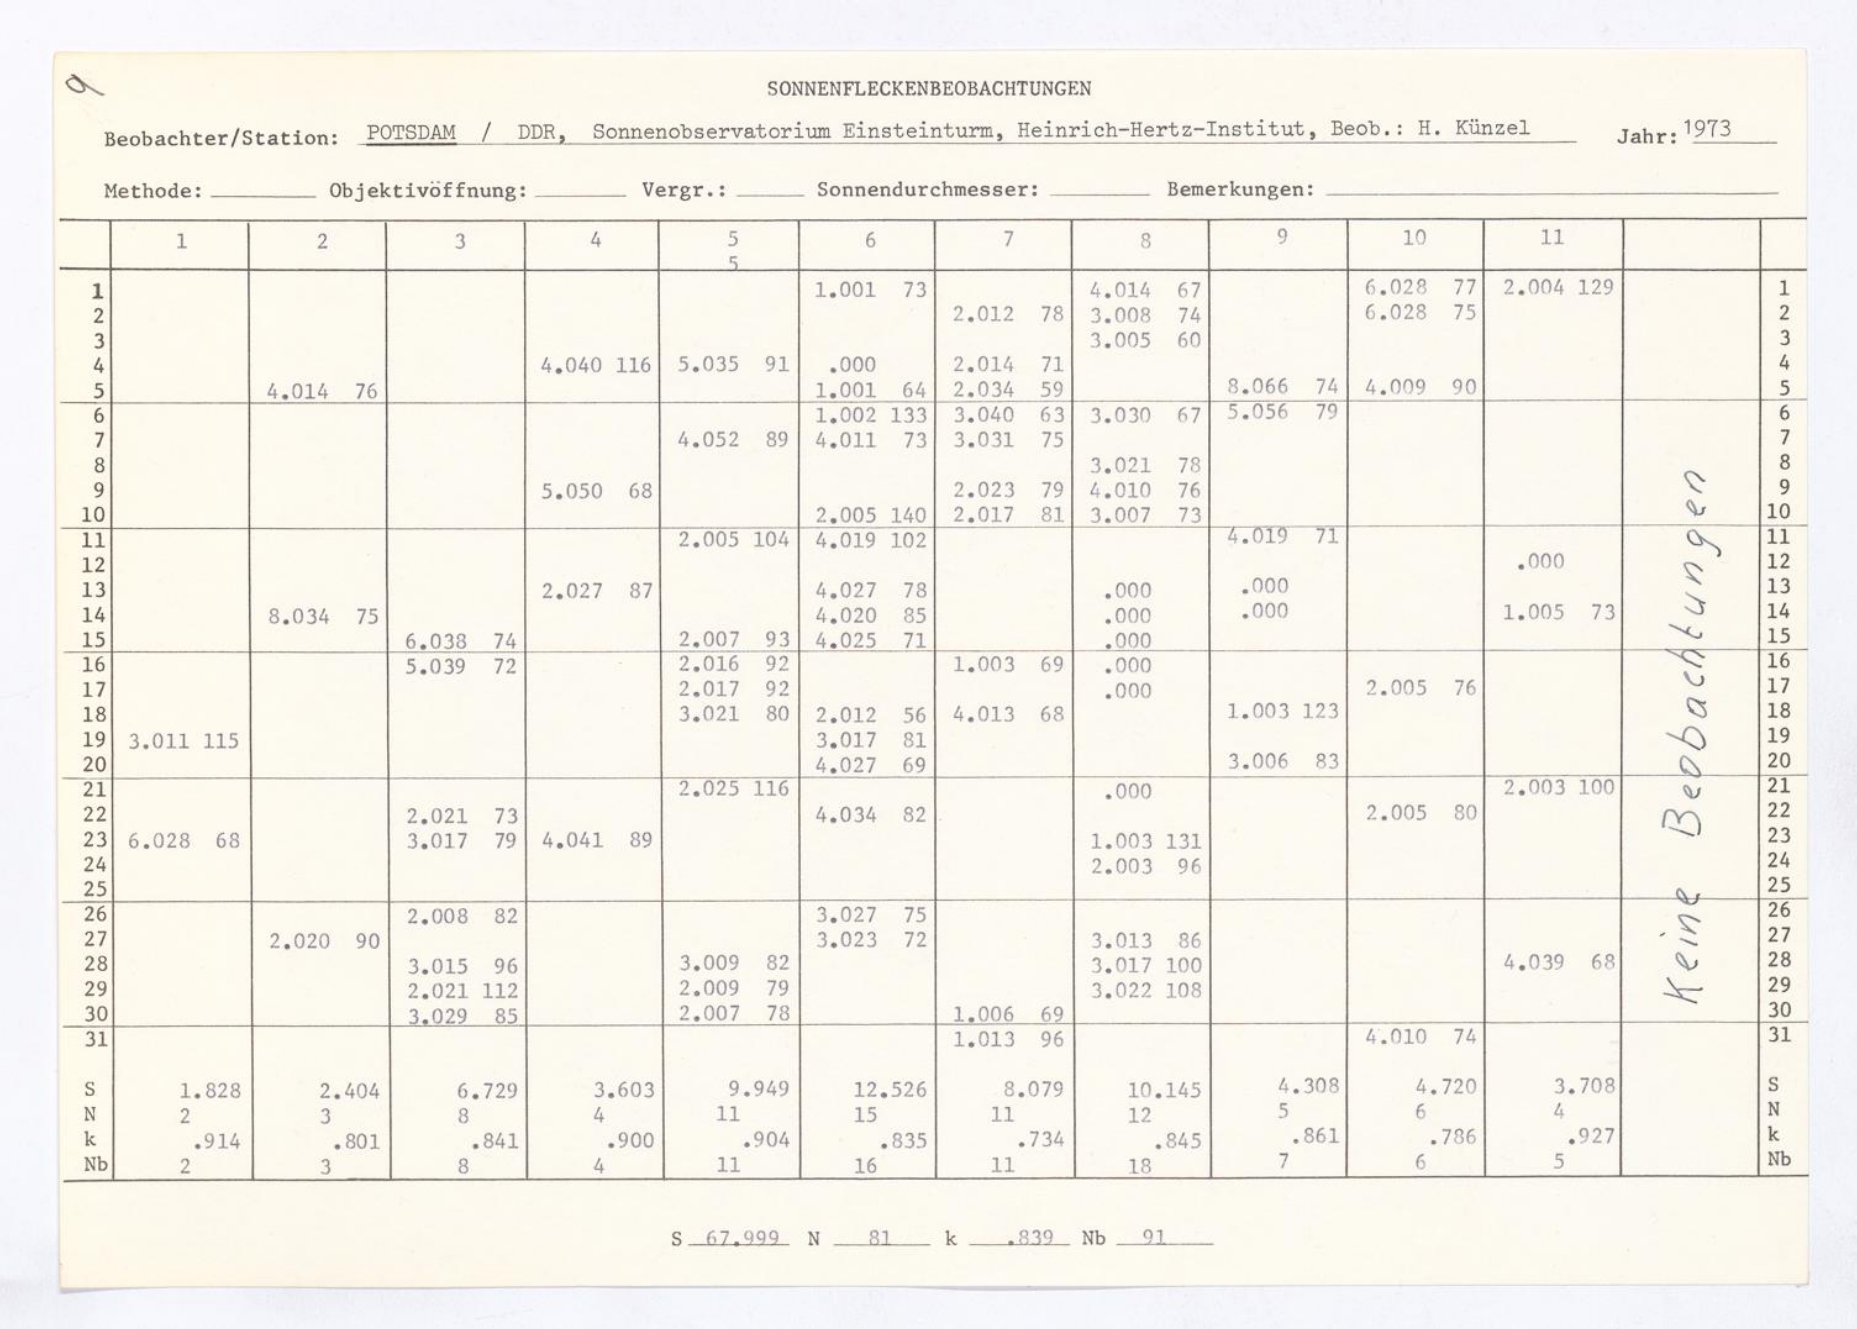 9
SONNENFLECKENBEOBACHTUNGEN
Beobachter/Station: POTSDAM / DDR, Sonnenobservatorium Einsteinturm, Heinrich-Hertz-Institut, Beob.: H. Künzel Jahr: 1973
Methode: Objektivöffnung: Vergr.: Sonnendurchmesser: Bemerkungen:
1 2 3 4 5 6 7 8 9 10 11
5
1 1.001 73 4.014 67 6.028 77 2.004 129 1
2 2.012 78 3.008 74 6.028 75 2
3 3.005 60 3
4 4.040 116 5.035 91 .000 2.014 71 4
5 4.014 76 1.001 64 2.034 59 8.066 74 4.009 90 5
6 1.002 133 3.040 63 3.030 67 5.056 79 6
7 4.052 89 4.011 73 3.031 75 7
8 3.021 78 8
9 5.050 68 2.023 79 4.010 76 9
10 2.005 140 2.017 81 3.007 73 10
11 2.005 104 4.019 102 4.019 71 11
12 .000 12
13 2.027 87 4.027 78 .000 .000 13
14 8.034 75 4.020 85 .000 .000 1.005 73 14
15 6.038 74 2.007 93 4.025 71 .000 15
16 5.039 72 2.016 92 1.003 69 .000 16
17 2.017 92 .000 2.005 76 17
18 3.021 80 2.012 56 4.013 68 1.003 123 18
19 3.011 115 3.017 81 19
20 4.027 69 3.006 83 20
21 2.025 116 .000 2.003 100 21
22 2.021 73 4.034 82 2.005 80 22
23 6.028 68 3.017 79 4.041 89 1.003 131 23
24 2.003 96 24
25 25
26 2.008 82 3.027 75 26
27 2.020 90 3.023 72 3.013 86 27
28 3.015 96 3.009 82 3.017 100 4.039 68 28
29 2.021 112 2.009 79 3.022 108 29
30 3.029 85 2.007 78 1.006 69 30
31 1.013 96 4.010 74 31
Keine Beobachtungen
S 1.828 2.404 6.729 3.603 9.949 12.526 8.079 10.145 4.308 4.720 3.708 S
N 2 3 8 4 11 15 11 12 5 6 4 N
k .914 .801 .841 .900 .904 .835 .734 .845 .861 .786 .927 k
Nb 2 3 8 4 11 16 11 18 7 6 5 Nb
S 67.999 N 81 k .839 Nb 91